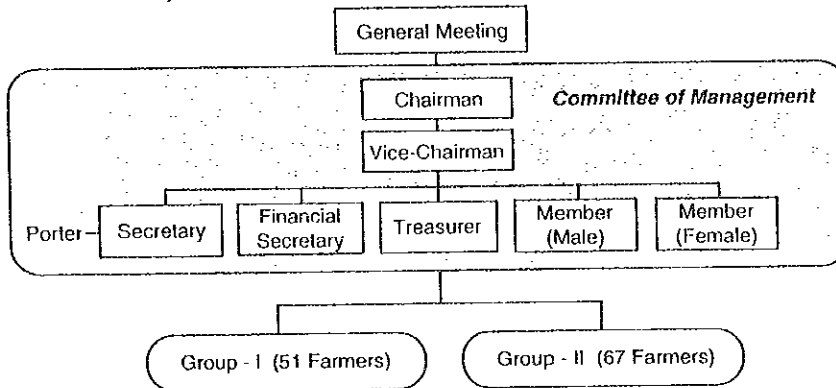 General Meeting
Chairman
Committee of Management
Vice-Chairman
Porter
Secretary
Financial
Secretary
Treasurer
Member
(Male)
Member
(Female)
Group - I (51 Farmers)
Group - II (67 Farmers)